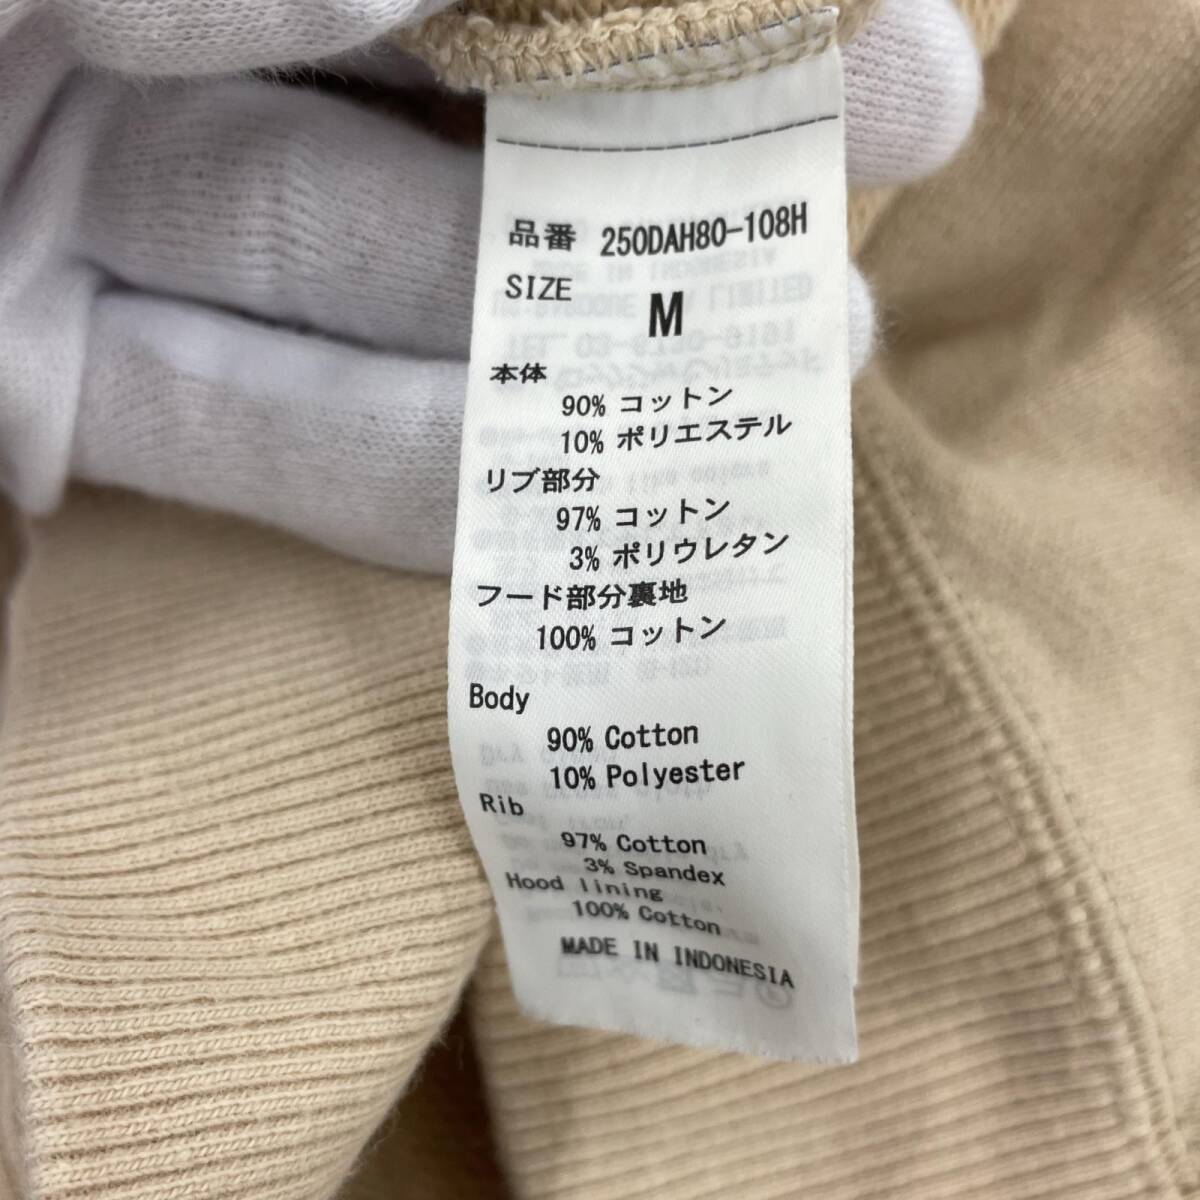 品番 250DAH80-108H
SIZE
M
本体
90% コットン
10% ポリエステル
リブ部分
97% コットン
3% ポリウレタン
フード部分裏地
100% コットン
Body
90% Cotton
10% Polyester
Rib
97% Cotton
3% Spandex
Hood lining
100% Cotton
MADE IN INDONESIA